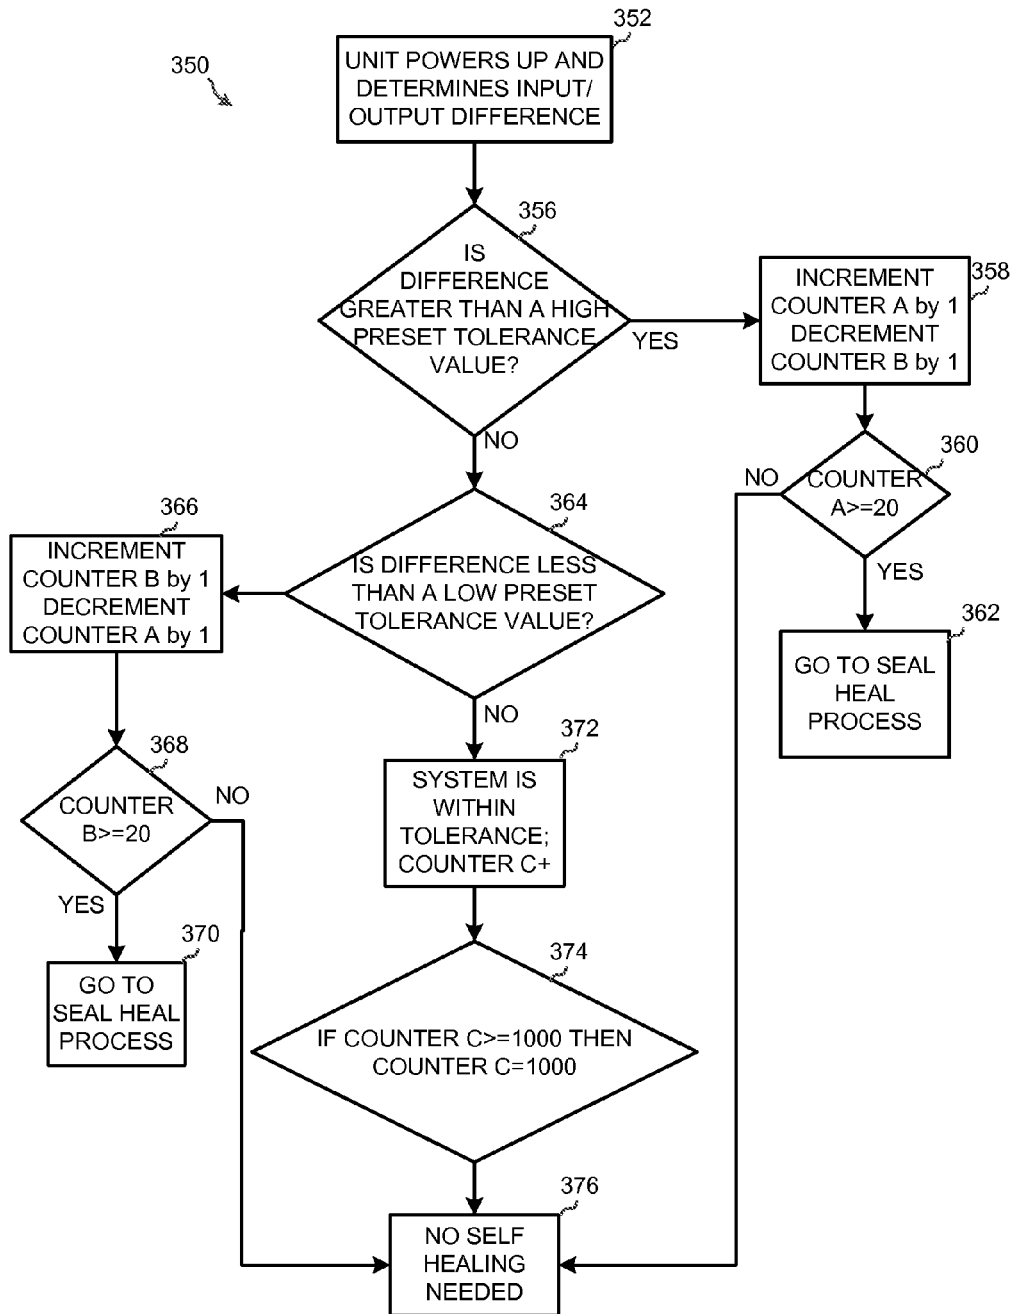 350
352
UNIT POWERS UP AND
DETERMINES INPUT/
OUTPUT DIFFERENCE
356
IS
DIFFERENCE
GREATER THAN A HIGH
PRESET TOLERANCE
VALUE?
YES
NO
358
INCREMENT
COUNTER A by 1
DECREMENT
COUNTER B by 1
360
COUNTER
A>=20
NO
YES
362
GO TO SEAL
HEAL
PROCESS
364
IS DIFFERENCE LESS
THAN A LOW PRESET
TOLERANCE VALUE?
NO
366
INCREMENT
COUNTER B by 1
DECREMENT
COUNTER A by 1
368
COUNTER
B>=20
NO
YES
370
GO TO
SEAL HEAL
PROCESS
372
SYSTEM IS
WITHIN
TOLERANCE;
COUNTER C+
374
IF COUNTER C>=1000 THEN
COUNTER C=1000
376
NO SELF
HEALING
NEEDED